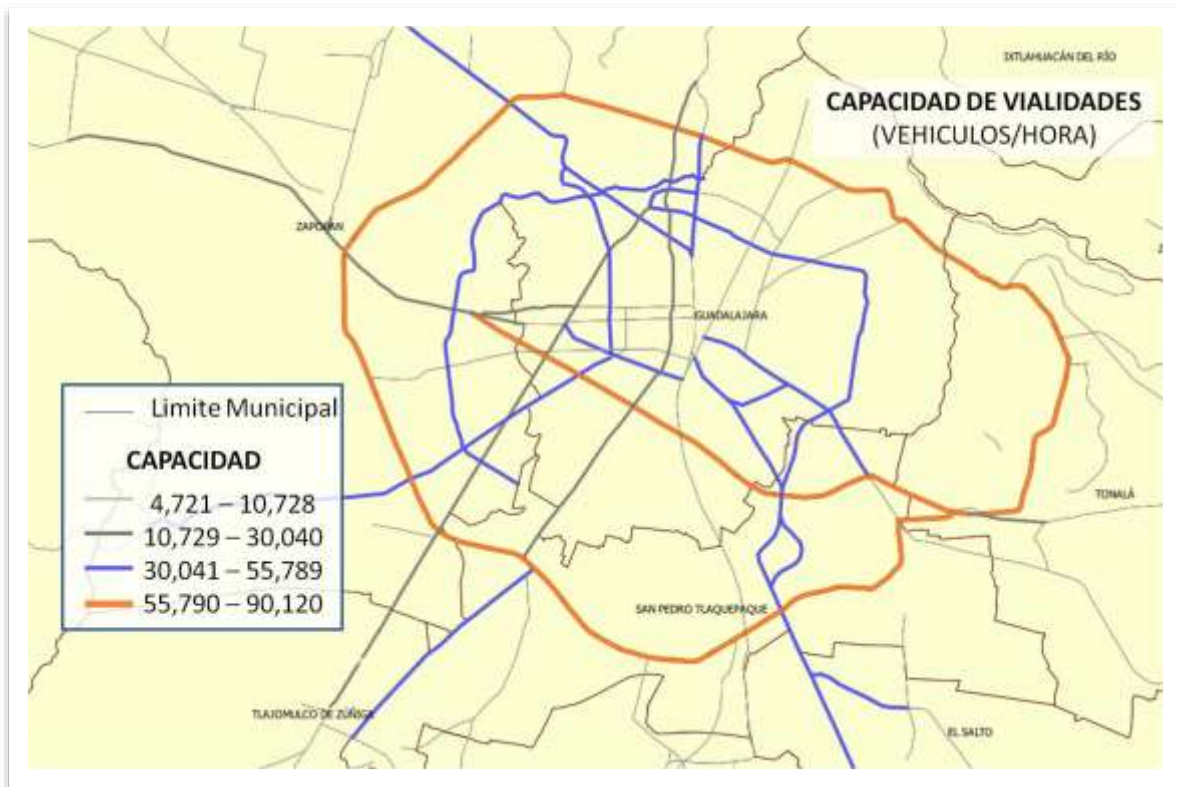 IXTLAHUACÁN DEL RÍO
CAPACIDAD DE VIALIDADES
(VEHICULOS/HORA)
ZAPOPAN
GUADALAJARA
Limite Municipal
CAPACIDAD
4,721 – 10,728
10,729 – 30,040
30,041 – 55,789
55,790 – 90,120
TONALÁ
SAN PEDRO TLAQUEPAQUE
TLAJOMULCO DE ZÚÑIGA
EL SALTO